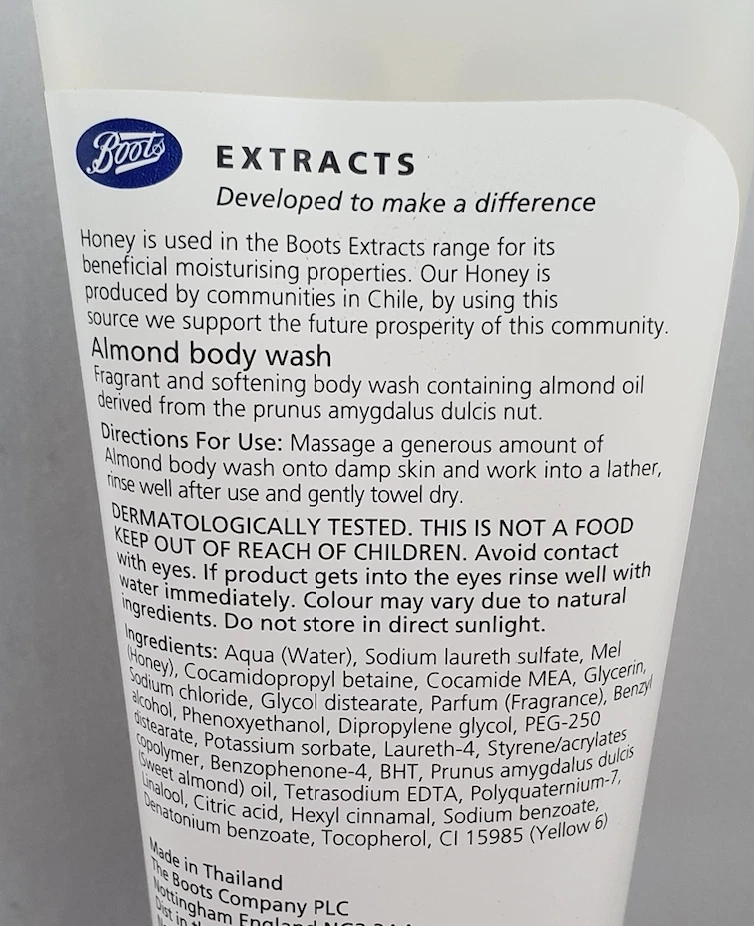 Boots
EXTRACTS
Developed to make a difference
Honey is used in the Boots Extracts range for its
beneficial moisturising properties. Our Honey is
produced by communities in Chile, by using this
source we support the future prosperity of this community.
Almond body wash
Fragrant and softening body wash containing almond oil
derived from the prunus amygdalus dulcis nut.
Directions For Use: Massage a generous amount of
Almond body wash onto damp skin and work into a lather,
rinse well after use and gently towel dry.
DERMATOLOGICALLY TESTED. THIS IS NOT A FOOD
KEEP OUT OF REACH OF CHILDREN. Avoid contact
with eyes. If product gets into the eyes rinse well with
water immediately. Colour may vary due to natural
ingredients. Do not store in direct sunlight.
Ingredients: Aqua (Water), Sodium laureth sulfate, Mel
(Honey), Cocamidopropyl betaine, Cocamide MEA, Glycerin,
Sodium chloride, Glycol distearate, Parfum (Fragrance), Benzyl
alcohol, Phenoxyethanol, Dipropylene glycol, PEG-250
distearate, Potassium sorbate, Laureth-4, Styrene/acrylates
copolymer, Benzophenone-4, BHT, Prunus amygdalus dulcis
(Sweet almond) oil, Tetrasodium EDTA, Polyquaternium-7,
Linalool, Citric acid, Hexyl cinnamal, Sodium benzoate,
Denatonium benzoate, Tocopherol, CI 15985 (Yellow 6)
Made in Thailand
The Boots Company PLC
Nottingham England
Dist in